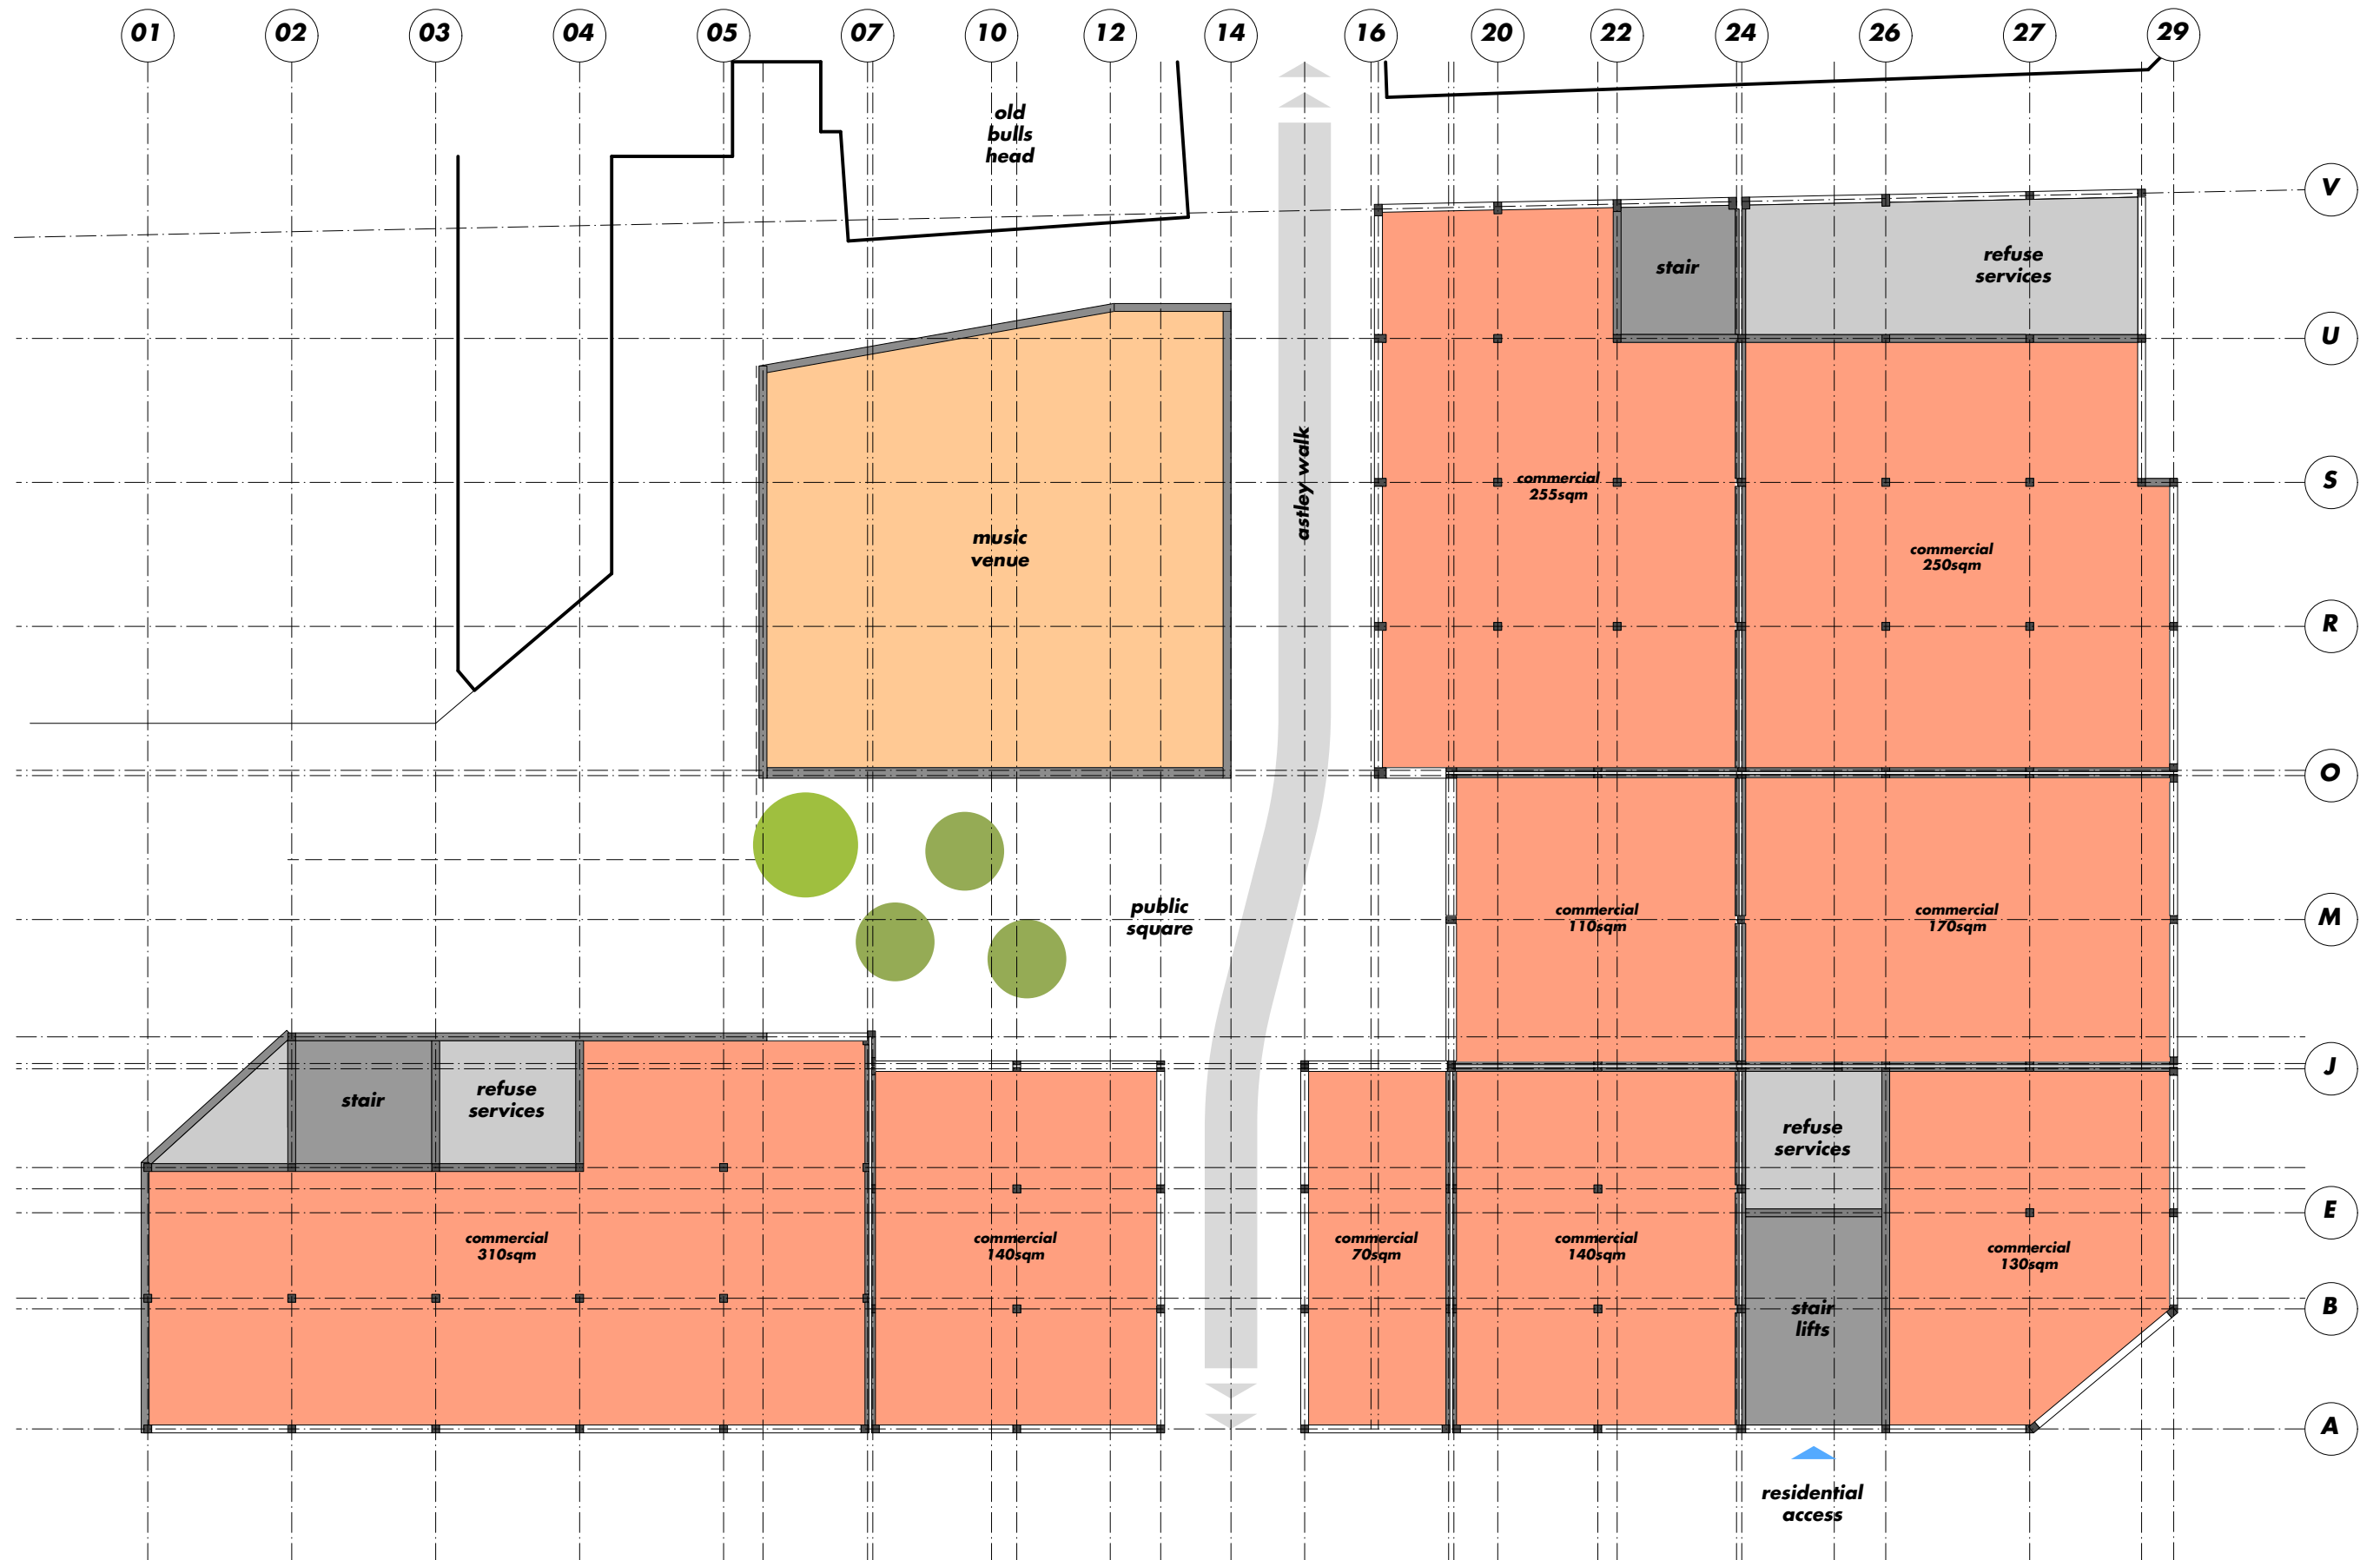 01 02 03 04 05 07 10 12 14 16 20 22 24 26 27 29
old
bulls
head
V
stair
refuse
services
U
astley walk
commercial
255sqm
S
music
venue
commercial
250sqm
R
O
public
square
commercial
110sqm
commercial
170sqm
M
stair
refuse
services
J
refuse
services
E
commercial
310sqm
commercial
140sqm
commercial
70sqm
commercial
140sqm
commercial
130sqm
stair
lifts
B
A
residential
access